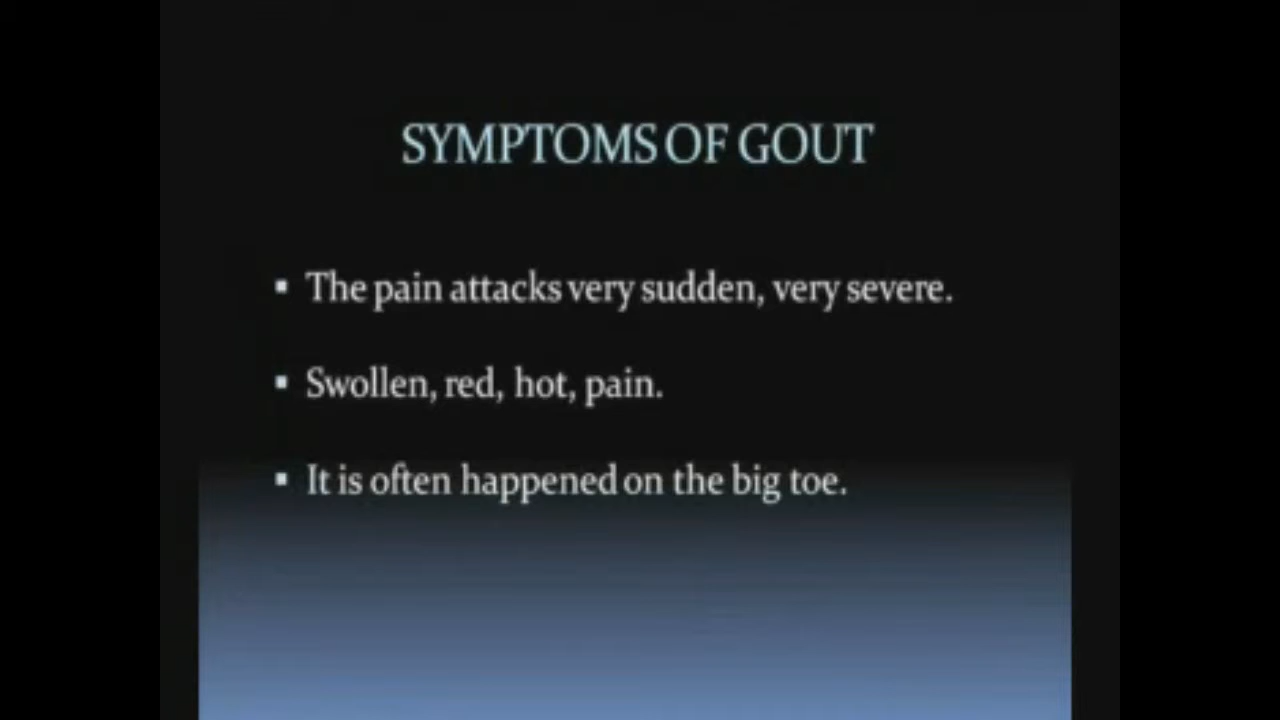 SYMPTOMS OF GOUT
▪ The pain attacks very sudden, very severe.
▪ Swollen, red, hot, pain.
▪ It is often happened on the big toe.